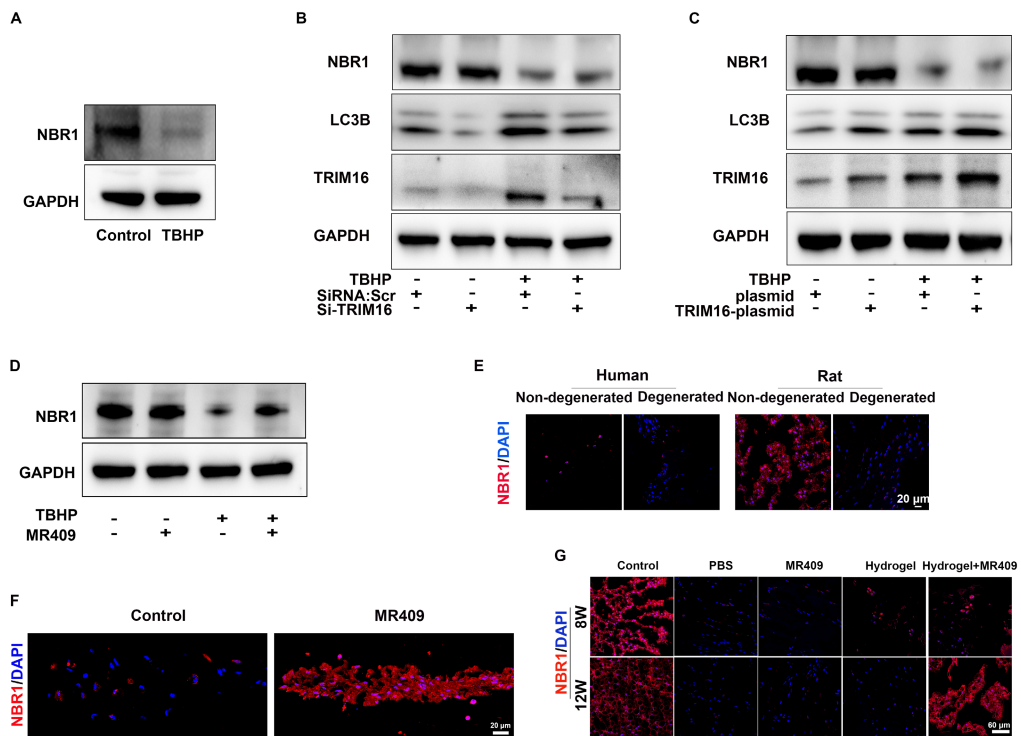 A
NBR1
GAPDH
Control TBHP
B
NBR1
LC3B
TRIM16
GAPDH
TBHP - - + +
SiRNA:Scr + - + -
Si-TRIM16 - + - +
C
NBR1
LC3B
TRIM16
GAPDH
TBHP - - + +
plasmid + - + -
TRIM16-plasmid - + - +
D
NBR1
GAPDH
TBHP - - + +
MR409 - + - +
E
Human Rat
Non-degenerated Degenerated Non-degenerated Degenerated
NBR1/DAPI
20 μm
F
Control MR409
NBR1/DAPI
20 μm
G
Control PBS MR409 Hydrogel Hydrogel+MR409
NBR1/DAPI
8W
12W
60 μm